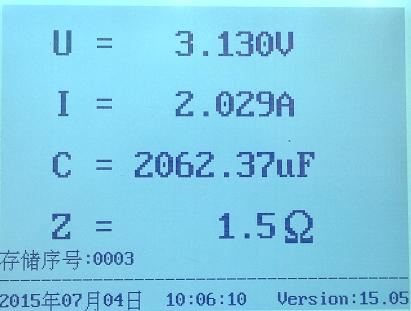 U = 3.130V
I = 2.029A
C = 2062.37uF
Z = 1.5Ω
存储序号:0003
2015年07月04日 10:06:10 Version:15.05